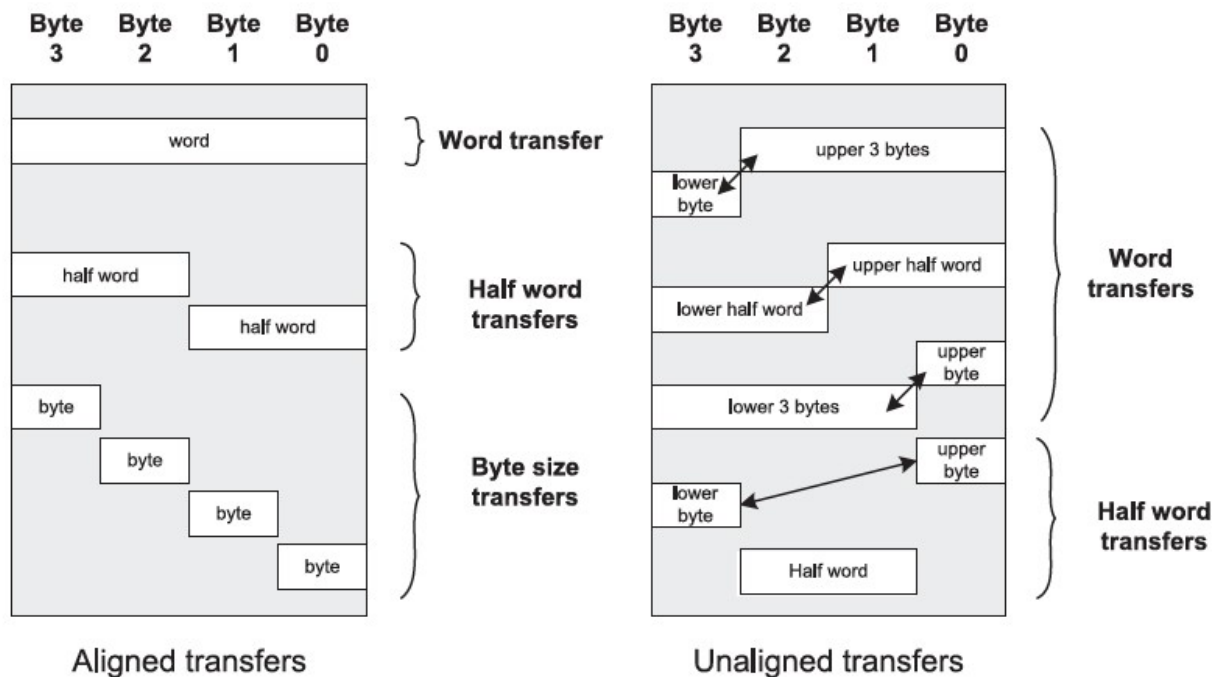 Byte Byte Byte Byte
3 2 1 0
word
Word transfer
half word
half word
Half word
transfers
byte
byte
byte
byte
Byte size
transfers
Aligned transfers
Byte Byte Byte Byte
3 2 1 0
upper 3 bytes
lower
byte
upper half word
lower half word
upper
byte
lower 3 bytes
Word
transfers
upper
byte
lower
byte
Half word
Half word
transfers
Unaligned transfers